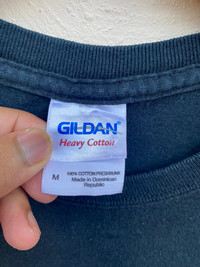 GILDAN®
Heavy Cotton
M
100% COTTON PRESHRUNK
Made in Dominican
Republic